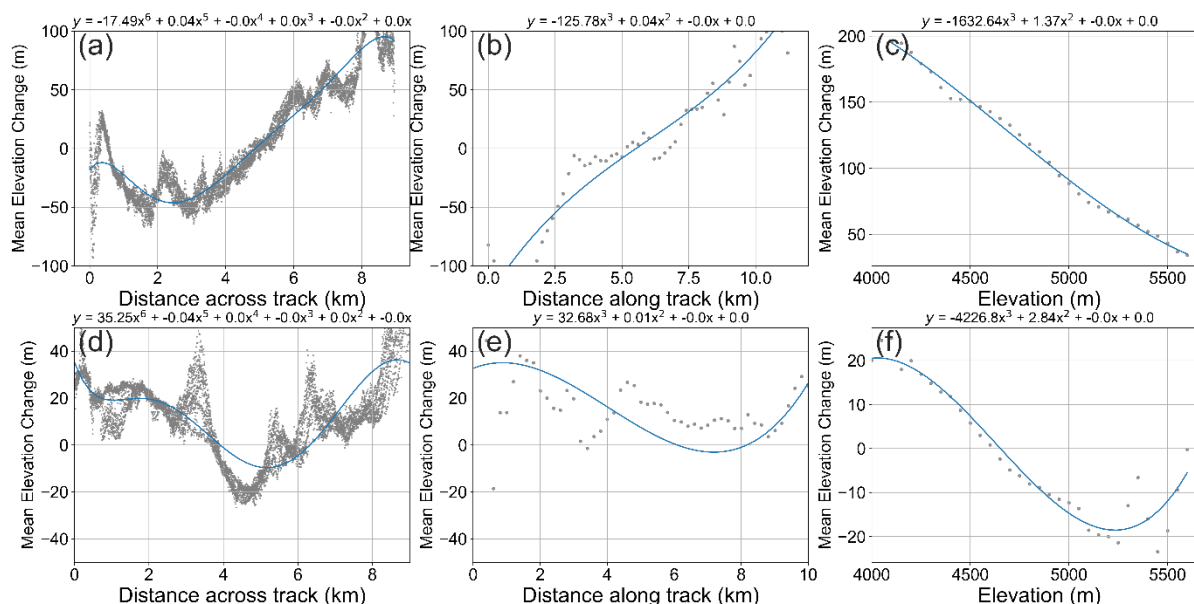 y = -17.49x⁶ + 0.04x⁵ + -0.0x⁴ + 0.0x³ + -0.0x² + 0.0x
(a)
Mean Elevation Change (m)
100
50
0
−50
−100
0 2 4 6 8
Distance across track (km)
y = -125.78x³ + 0.04x² + -0.0x + 0.0
(b)
Mean Elevation Change (m)
100
50
0
−50
−100
0.0 2.5 5.0 7.5 10.0
Distance along track (km)
y = -1632.64x³ + 1.37x² + -0.0x + 0.0
(c)
Mean Elevation Change (m)
200
150
100
50
4000 4500 5000 5500
Elevation (m)
y = 35.25x⁶ + -0.04x⁵ + 0.0x⁴ + -0.0x³ + 0.0x² + -0.0x
(d)
Mean Elevation Change (m)
40
20
0
−20
−40
0 2 4 6 8
Distance across track (km)
y = 32.68x³ + 0.01x² + -0.0x + 0.0
(e)
Mean Elevation Change (m)
40
20
0
−20
−40
0 2 4 6 8 10
Distance along track (km)
y = -4226.8x³ + 2.84x² + -0.0x + 0.0
(f)
Mean Elevation Change (m)
20
10
0
−10
−20
4000 4500 5000 5500
Elevation (m)